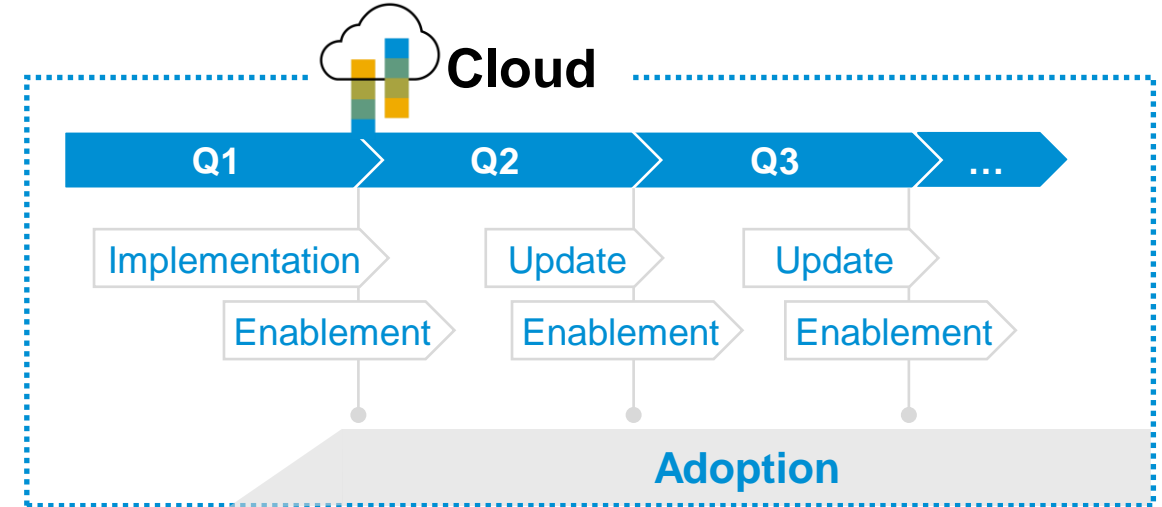 Cloud
Q1 Q2 Q3 …
Implementation Update Update
Enablement Enablement Enablement
Adoption